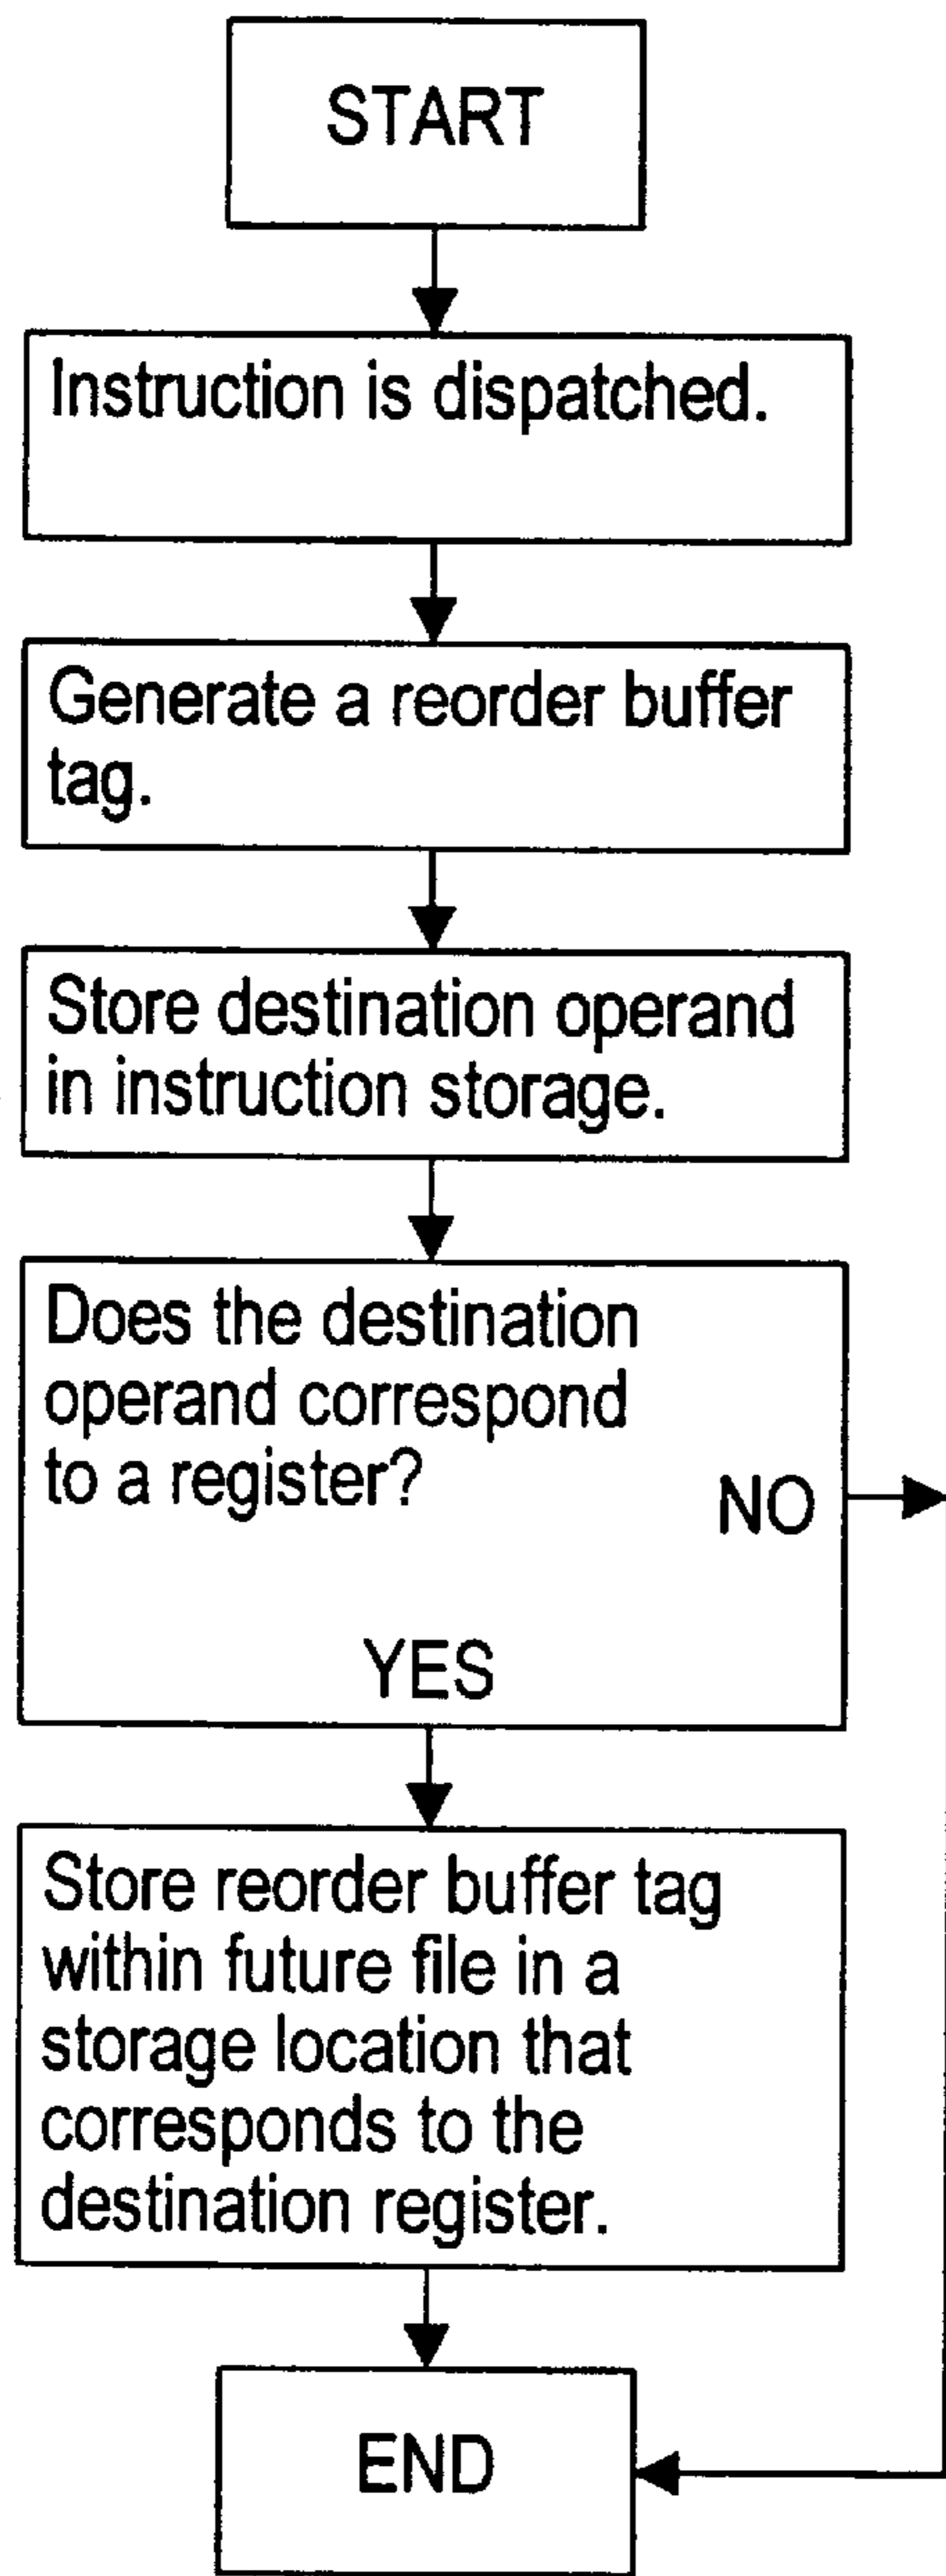 START
Instruction is dispatched.
Generate a reorder buffer
tag.
Store destination operand
in instruction storage.
Does the destination
operand correspond
to a register?
NO
YES
Store reorder buffer tag
within future file in a
storage location that
corresponds to the
destination register.
END